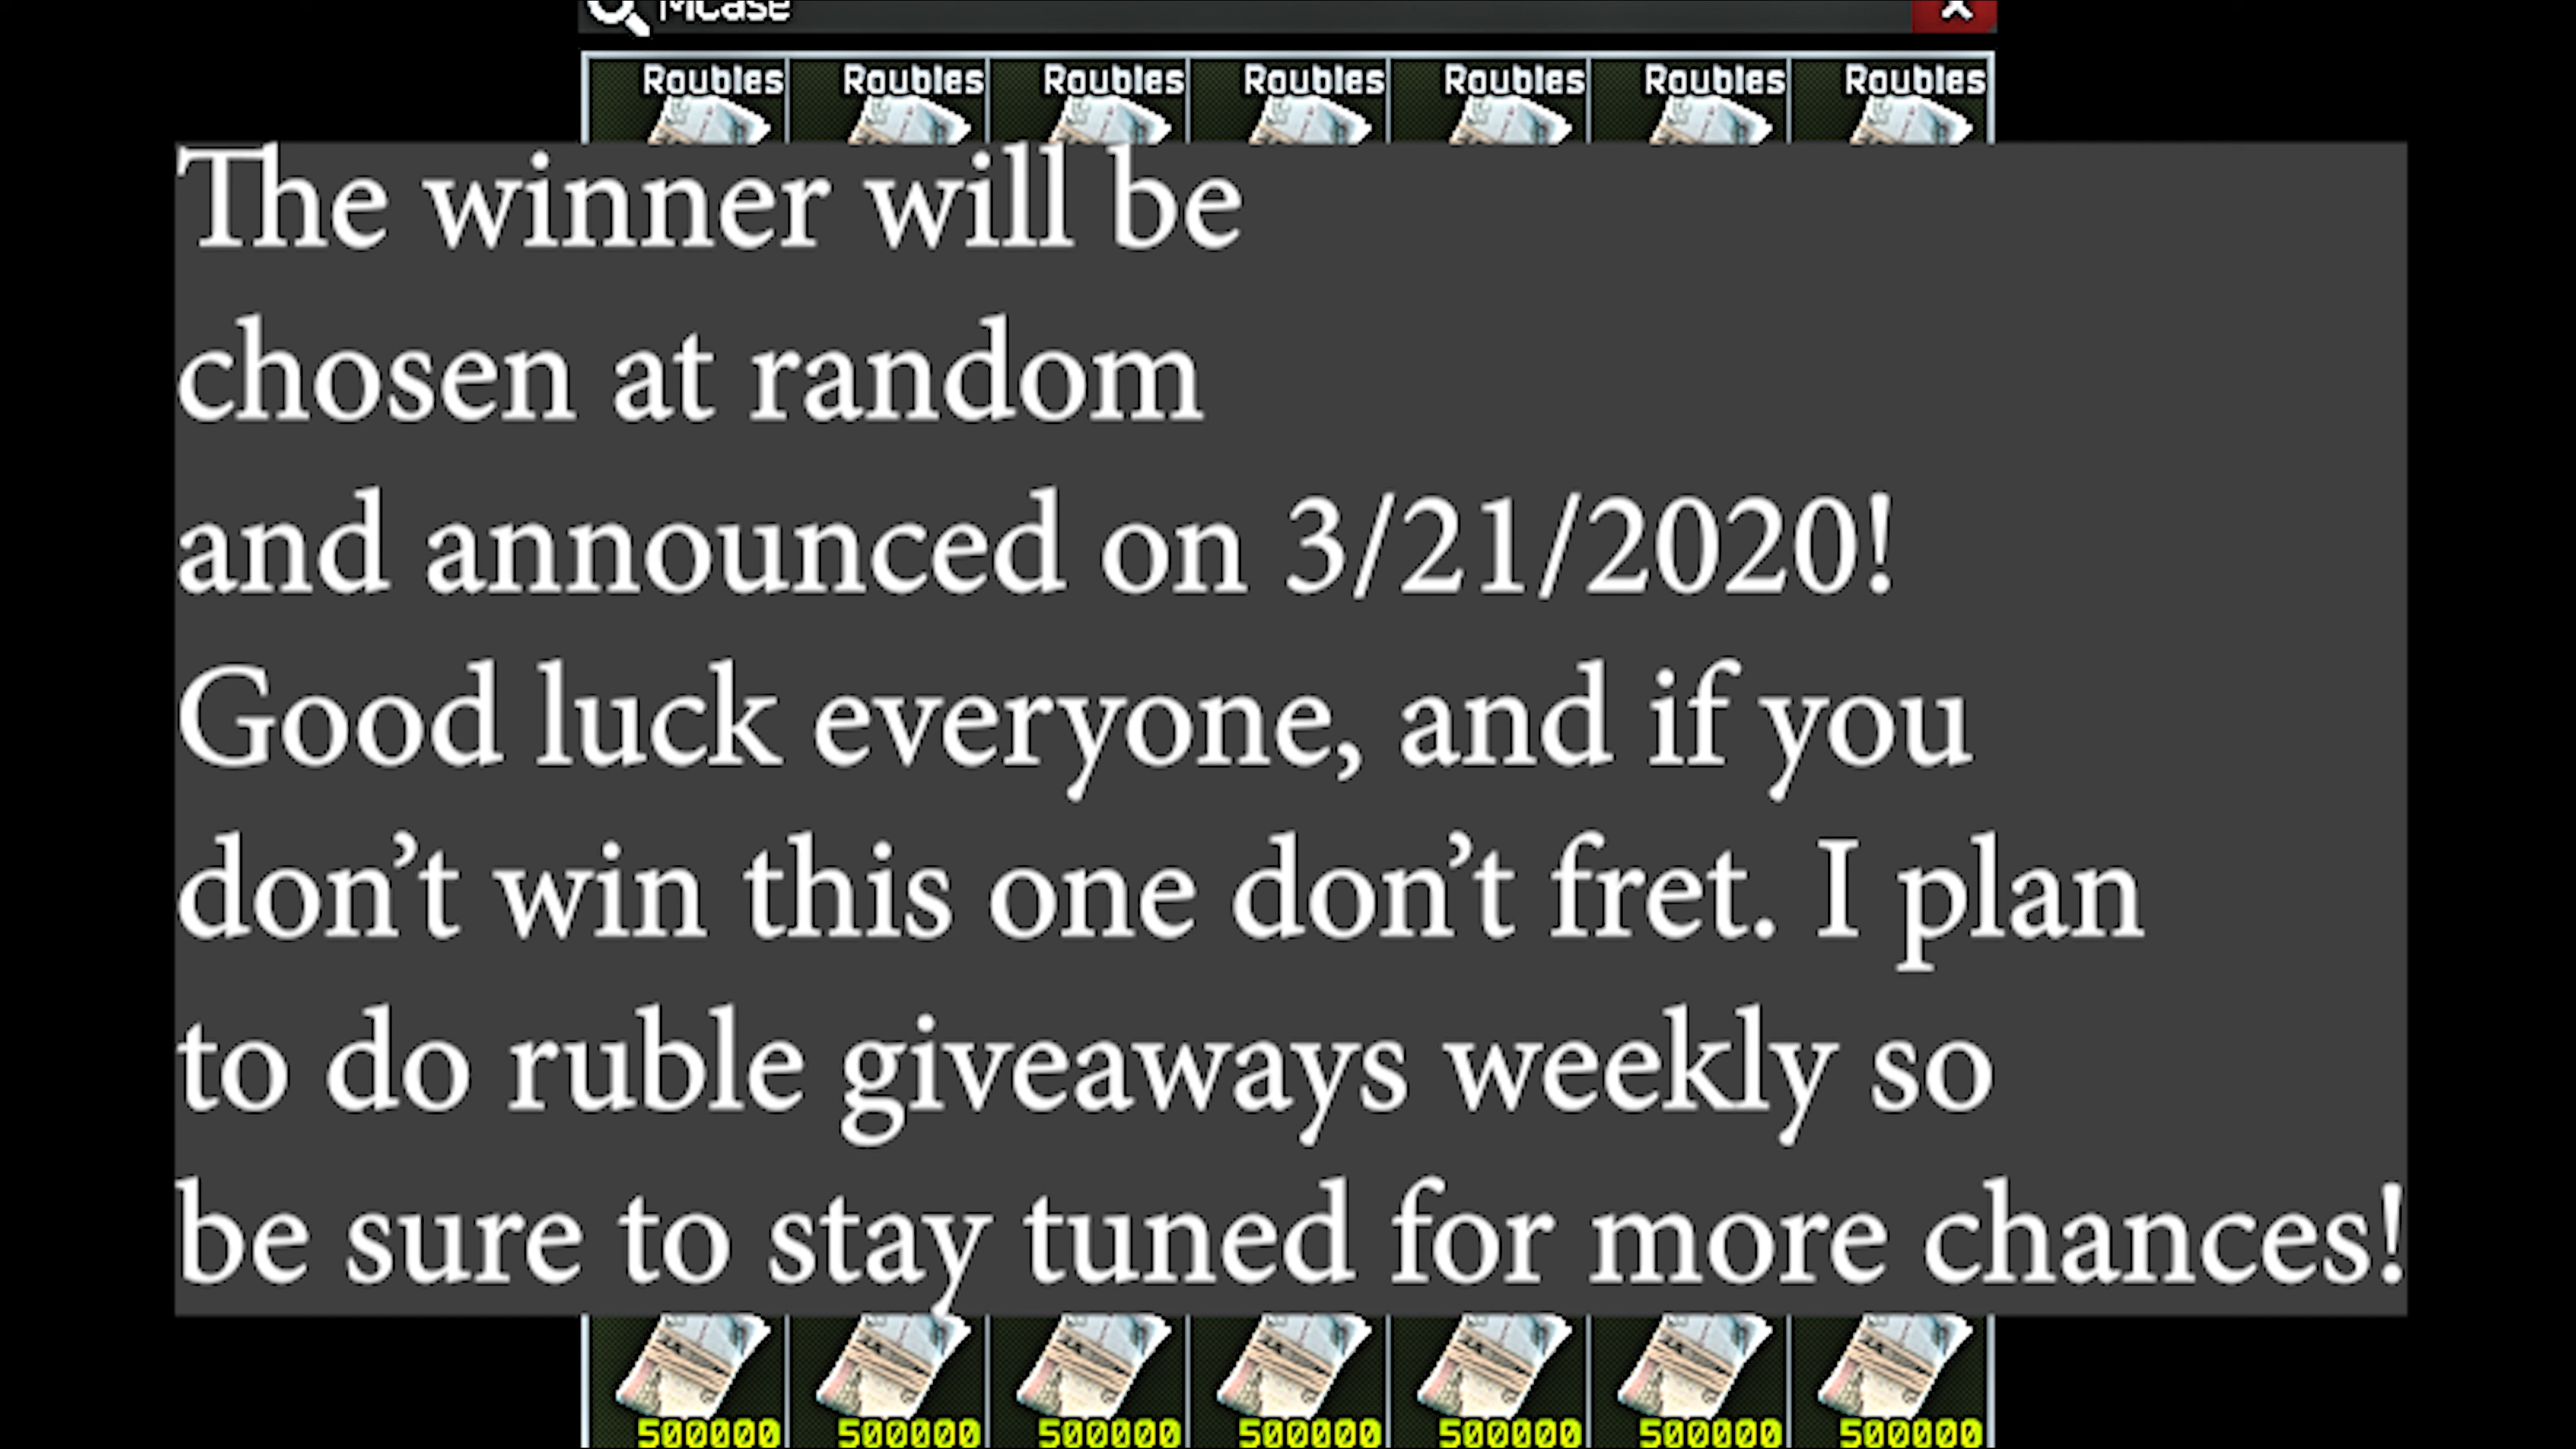 MCase
Roubles Roubles Roubles Roubles Roubles Roubles Roubles
The winner will be
chosen at random
and announced on 3/21/2020!
Good luck everyone, and if you
don’t win this one don’t fret. I plan
to do ruble giveaways weekly so
be sure to stay tuned for more chances!
500000 500000 500000 500000 500000 500000 500000